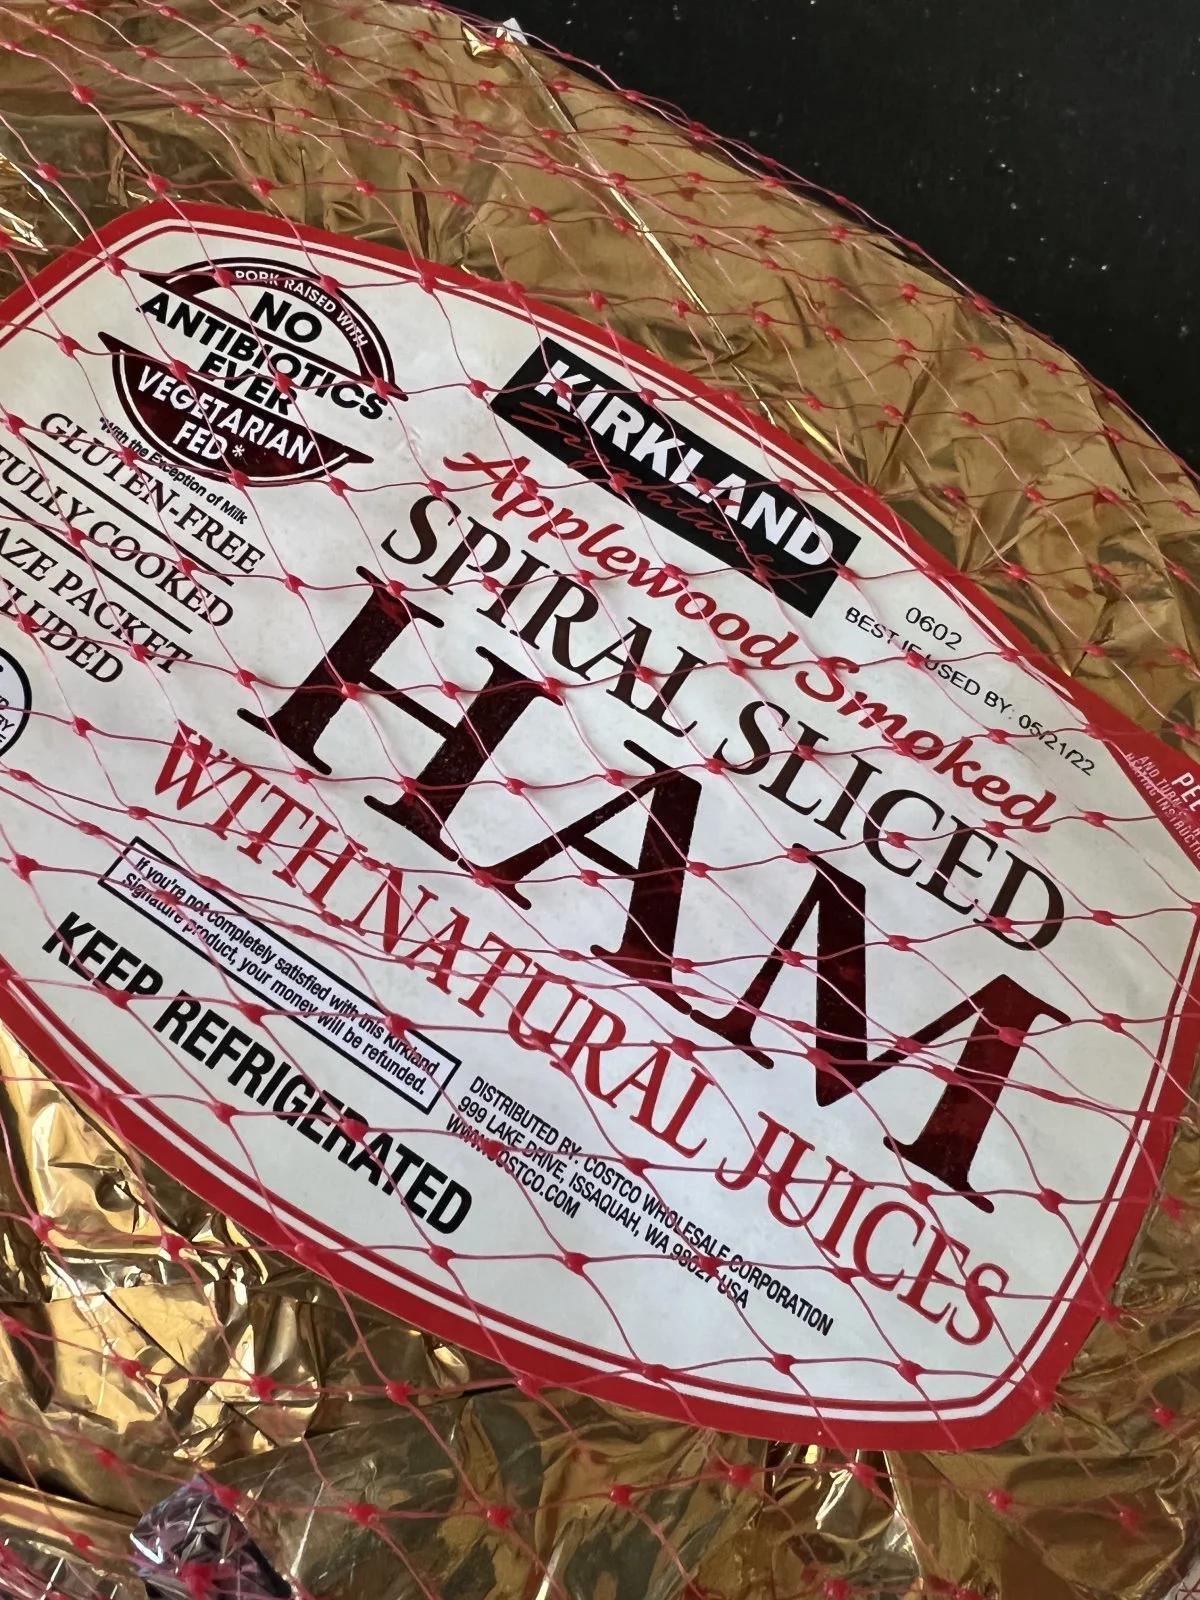 PORK RAISED WITH
NO
ANTIBIOTICS
EVER
VEGETARIAN
FED*
*With the Exception of Milk
GLUTEN-FREE
FULLY COOKED
PACKET
KIRKLAND
Signature
0602
BEST IF USED BY: 05/21/22
Applewood Smoked
SPIRAL SLICED
HAM
WITH NATURAL JUICES
If you're not completely satisfied with this Kirkland
Signature product, your money will be refunded.
KEEP REFRIGERATED
DISTRIBUTED BY: COSTCO WHOLESALE CORPORATION
999 LAKE DRIVE, ISSAQUAH, WA 98027 USA
WWW.COSTCO.COM
AND TURN